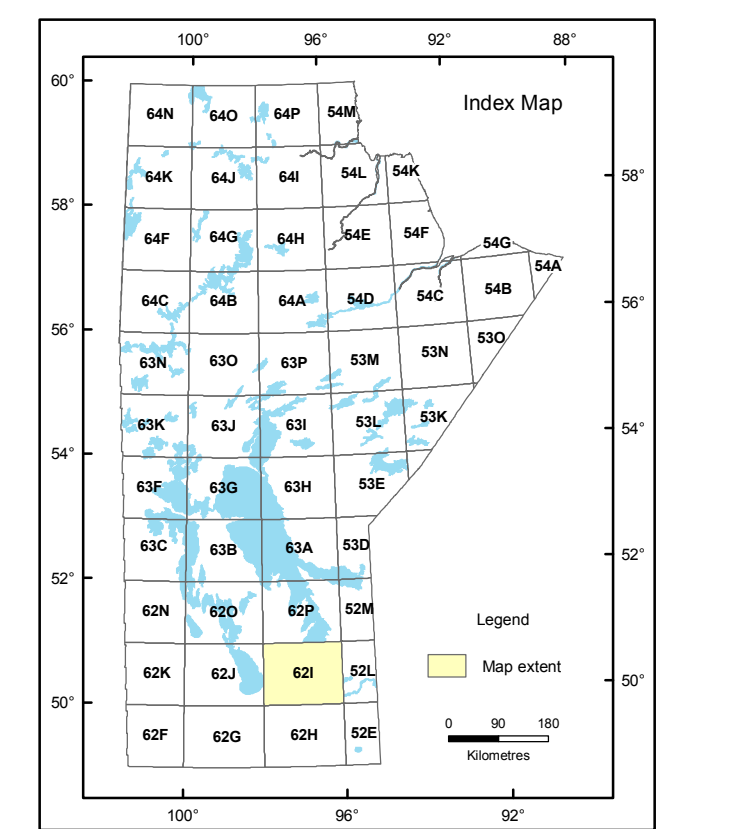 100° 96° 92° 88°
60°
Index Map
64N 64O 64P 54M
58°
64K 64J 64I 54L 54K
58°
64F 64G 64H 54E 54F 54G
54A
64C 64B 64A 54D 54C 54B
56°
56°
63N 63O 63P 53M 53N 53O
63K 63J 63I 53L 53K
54°
54°
63F 63G 63H 53E
63C 63B 63A 53D
52°
52°
62N 62O 62P 52M
Legend
62K 62J 62I 52L
Map extent
50°
50°
62F 62G 62H 52E
0 90 180
Kilometres
100° 96° 92°